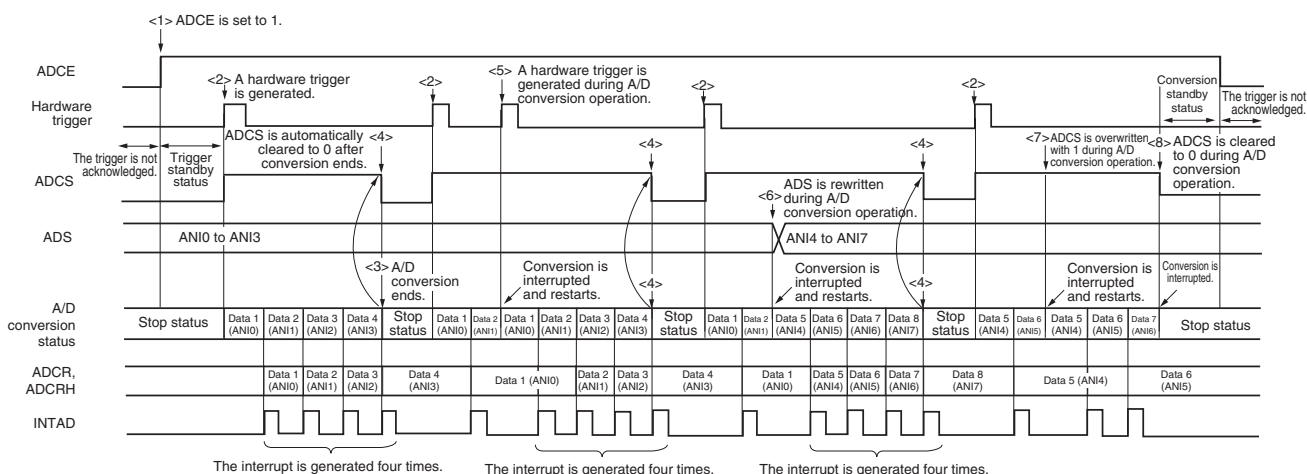 <1> ADCE is set to 1.
ADCE
<2> A hardware trigger
is generated.
<2>
<5> A hardware trigger is
generated during A/D
conversion operation.
<2>
<2>
Conversion
standby
status
The trigger is not
acknowledged.
Hardware
trigger
The trigger is not
acknowledged.
Trigger
standby
status
ADCS is automatically
cleared to 0 after
conversion ends.
<4>
<4>
<4>
<7> ADCS is overwritten
with 1 during A/D
conversion operation.
<8> ADCS is cleared
to 0 during A/D
conversion
operation.
ADCS
<6> ADS is rewritten
during A/D
conversion operation.
ADS
ANI0 to ANI3
ANI4 to ANI7
<3> A/D
conversion
ends.
Conversion is
interrupted
and restarts.
<4>
Conversion is
interrupted
and restarts.
<4>
Conversion is
interrupted
and restarts.
Conversion is
interrupted.
A/D
conversion
status
Stop status
Data 1
(ANI0)
Data 2
(ANI1)
Data 3
(ANI2)
Data 4
(ANI3)
Stop
status
Data 1
(ANI0)
Data 2
(ANI1)
Data 1
(ANI0)
Data 2
(ANI1)
Data 3
(ANI2)
Data 4
(ANI3)
Stop
status
Data 1
(ANI0)
Data 2
(ANI1)
Data 5
(ANI4)
Data 6
(ANI5)
Data 7
(ANI6)
Data 8
(ANI7)
Stop
status
Data 5
(ANI4)
Data 6
(ANI5)
Data 5
(ANI4)
Data 6
(ANI5)
Data 7
(ANI6)
Stop status
ADCR,
ADCRH
Data 1
(ANI0)
Data 2
(ANI1)
Data 3
(ANI2)
Data 4
(ANI3)
Data 1 (ANI0)
Data 2
(ANI1)
Data 3
(ANI2)
Data 4
(ANI3)
Data 1
(ANI0)
Data 5
(ANI4)
Data 6
(ANI5)
Data 7
(ANI6)
Data 8
(ANI7)
Data 5 (ANI4)
Data 6
(ANI5)
INTAD
The interrupt is generated four times.
The interrupt is generated four times.
The interrupt is generated four times.